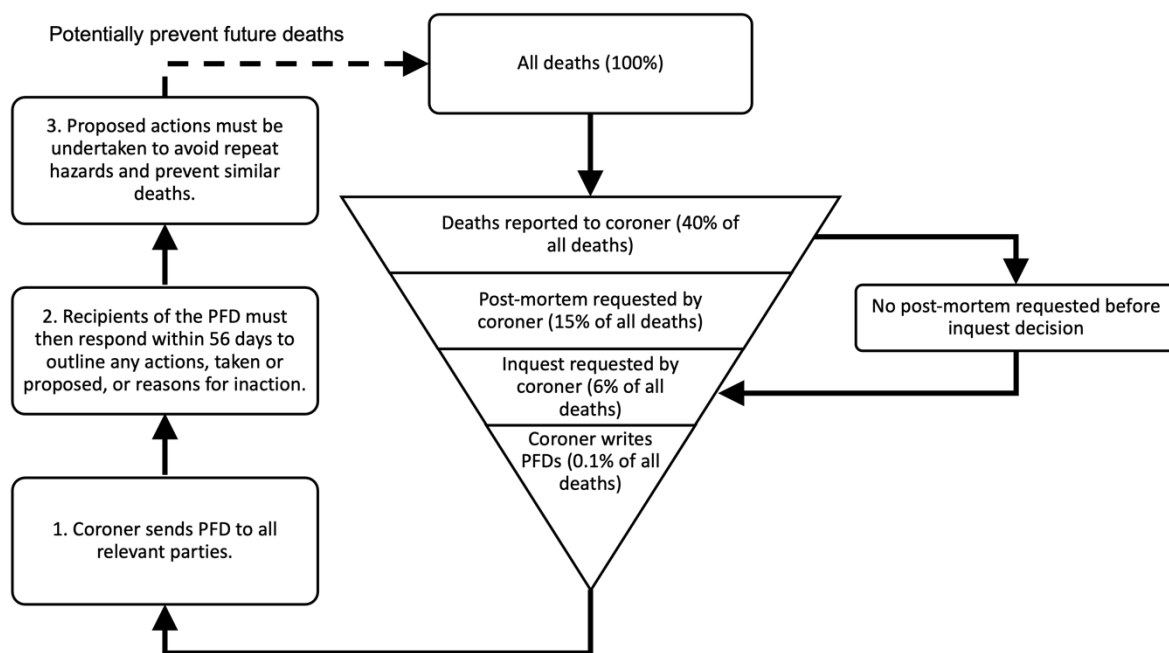 Potentially prevent future deaths
All deaths (100%)
3. Proposed actions must be
undertaken to avoid repeat
hazards and prevent similar
deaths.
Deaths reported to coroner (40% of
all deaths)
Post-mortem requested by
coroner (15% of all deaths)
No post-mortem requested before
inquest decision
2. Recipients of the PFD must
then respond within 56 days to
outline any actions, taken or
proposed, or reasons for inaction.
Inquest requested by
coroner (6% of all
deaths)
Coroner writes
PFDs (0.1% of all
deaths)
1. Coroner sends PFD to all
relevant parties.